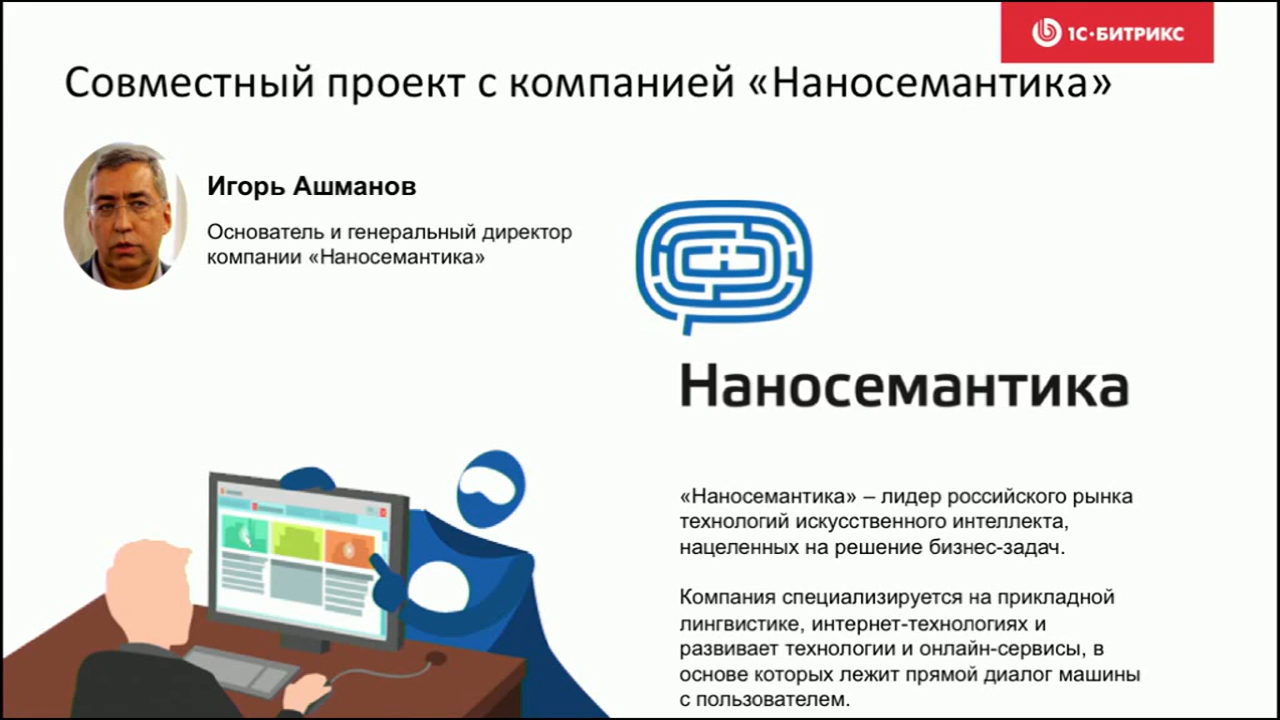 1С·БИТРИКС
Совместный проект с компанией «Наносемантика»
Игорь Ашманов
Основатель и генеральный директор
компании «Наносемантика»
Наносемантика
«Наносемантика» – лидер российского рынка
технологий искусственного интеллекта,
нацеленных на решение бизнес-задач.
Компания специализируется на прикладной
лингвистике, интернет-технологиях и
развивает технологии и онлайн-сервисы, в
основе которых лежит прямой диалог машины
с пользователем.